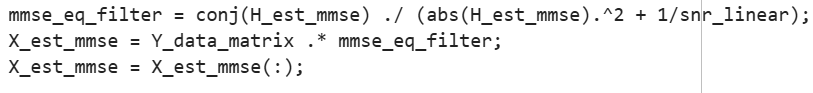 mmse_eq_filter = conj(H_est_mmse) ./ (abs(H_est_mmse).^2 + 1/snr_linear);
X_est_mmse = Y_data_matrix .* mmse_eq_filter;
X_est_mmse = X_est_mmse(:);